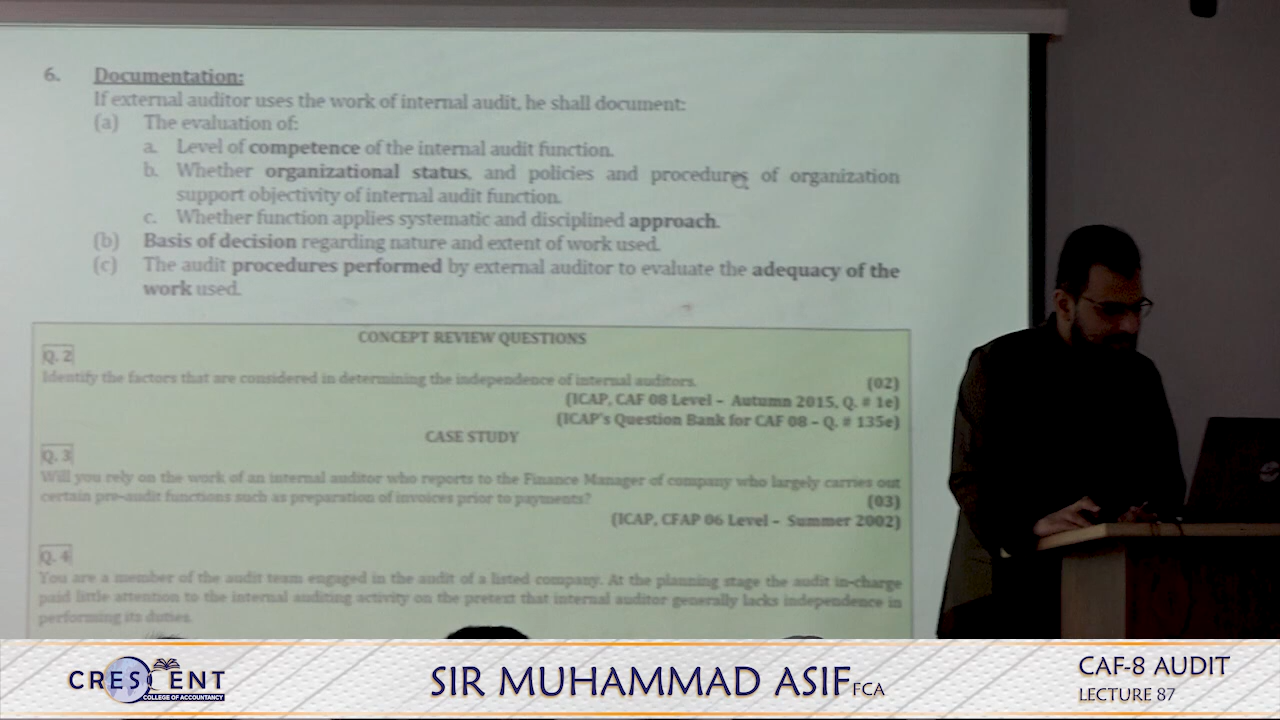 6. Documentation:
If external auditor uses the work of internal audit, he shall document:
(a) The evaluation of:
a. Level of competence of the internal audit function.
b. Whether organizational status, and policies and procedures of organization
support objectivity of internal audit function.
c. Whether function applies systematic and disciplined approach.
(b) Basis of decision regarding nature and extent of work used.
(c) The audit procedures performed by external auditor to evaluate the adequacy of the
work used.
CONCEPT REVIEW QUESTIONS
Q. 2
Identify the factors that are considered in determining the independence of internal auditors. (02)
(ICAP, CAF 08 Level – Autumn 2015, Q. # 1e)
(ICAP's Question Bank for CAF 08 – Q. # 135e)
CASE STUDY
Q. 3
Will you rely on the work of an internal auditor who reports to the Finance Manager of company who largely carries out
certain pre-audit functions such as preparation of invoices prior to payments? (03)
(ICAP, CFAP 06 Level – Summer 2002)
Q. 4
You are a member of the audit team engaged in the audit of a listed company. At the planning stage the audit in-charge
paid little attention to the internal auditing activity on the pretext that internal auditor generally lacks independence in
performing its duties.
CRESCENT
COLLEGE OF ACCOUNTANCY
SIR MUHAMMAD ASIF FCA
CAF-8 AUDIT
LECTURE 87